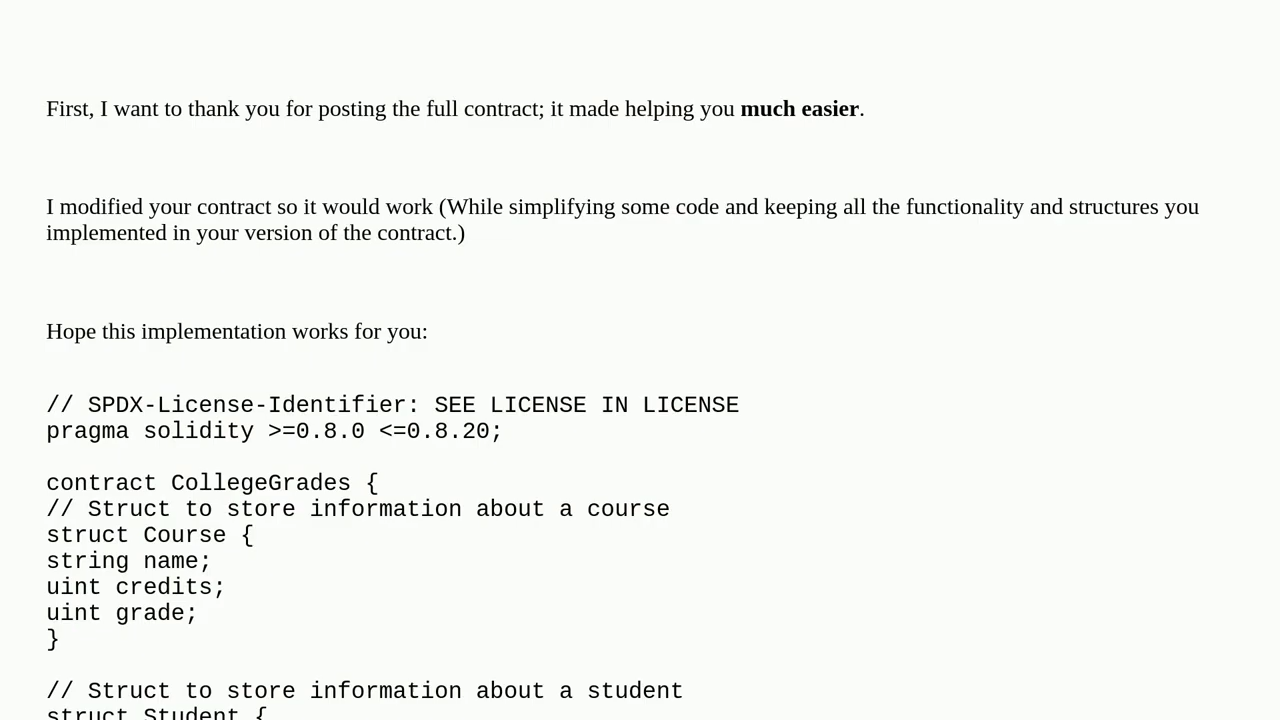 First, I want to thank you for posting the full contract; it made helping you much easier.
I modified your contract so it would work (While simplifying some code and keeping all the functionality and structures you
implemented in your version of the contract.)
Hope this implementation works for you:
// SPDX-License-Identifier: SEE LICENSE IN LICENSE
pragma solidity >=0.8.0 <=0.8.20;
contract CollegeGrades {
// Struct to store information about a course
struct Course {
string name;
uint credits;
uint grade;
}
// Struct to store information about a student
struct Student {